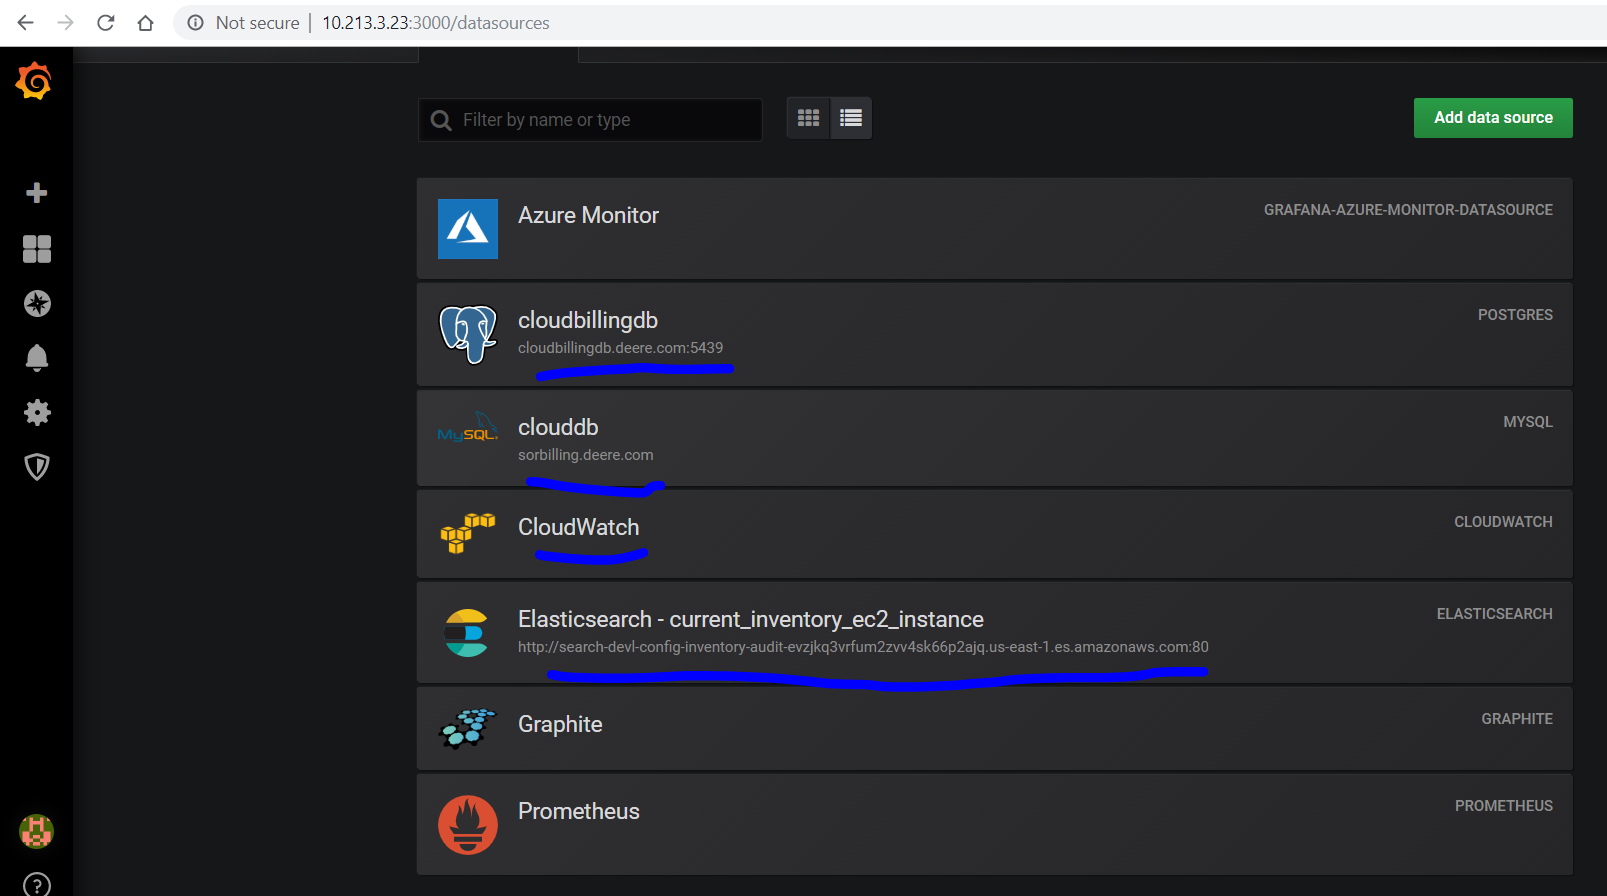 Not secure | 10.213.3.23:3000/datasources
Filter by name or type
Add data source
Azure Monitor
GRAFANA-AZURE-MONITOR-DATASOURCE
cloudbillingdb
POSTGRES
cloudbillingdb.deere.com:5439
MySQL
clouddb
MYSQL
sorbilling.deere.com
CloudWatch
CLOUDWATCH
Elasticsearch - current_inventory_ec2_instance
ELASTICSEARCH
http://search-devl-config-inventory-audit-evzjkq3vrfum2zvv4sk66p2ajq.us-east-1.es.amazonaws.com:80
Graphite
GRAPHITE
Prometheus
PROMETHEUS
?